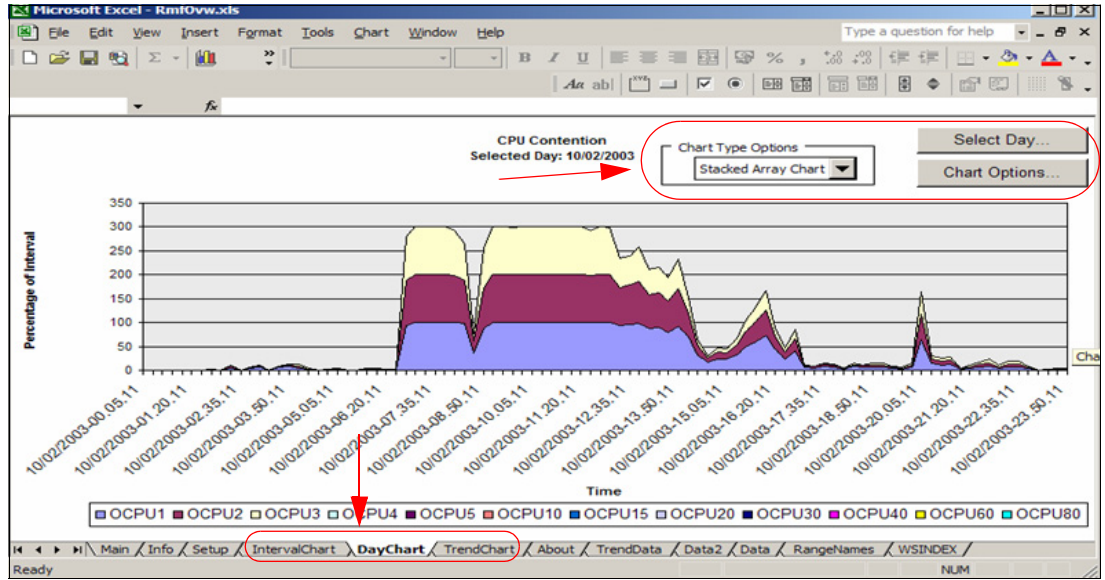 Microsoft Excel - RmfOvw.xls
File Edit View Insert Format Tools Chart Window Help Type a question for help
Σ B I U % ,
Aa ab|
fx
CPU Contention
Selected Day: 10/02/2003
Chart Type Options
Stacked Array Chart
Select Day...
Chart Options...
Percentage of Interval
350
300
250
200
150
100
50
0
10/02/2003-00.05.11
10/02/2003-01.20.11
10/02/2003-02.35.11
10/02/2003-03.50.11
10/02/2003-05.05.11
10/02/2003-06.20.11
10/02/2003-07.35.11
10/02/2003-08.50.11
10/02/2003-10.05.11
10/02/2003-11.20.11
10/02/2003-12.35.11
10/02/2003-13.50.11
10/02/2003-15.05.11
10/02/2003-16.20.11
10/02/2003-17.35.11
10/02/2003-18.50.11
10/02/2003-20.05.11
10/02/2003-21.20.11
10/02/2003-22.35.11
10/02/2003-23.50.11
Cha
Time
OCPU1 OCPU2 OCPU3 OCPU4 OCPU5 OCPU10 OCPU15 OCPU20 OCPU30 OCPU40 OCPU60 OCPU80
Main / Info / Setup / IntervalChart \ DayChart / TrendChart / About / TrendData / Data2 / Data / RangeNames / WSINDEX /
Ready NUM